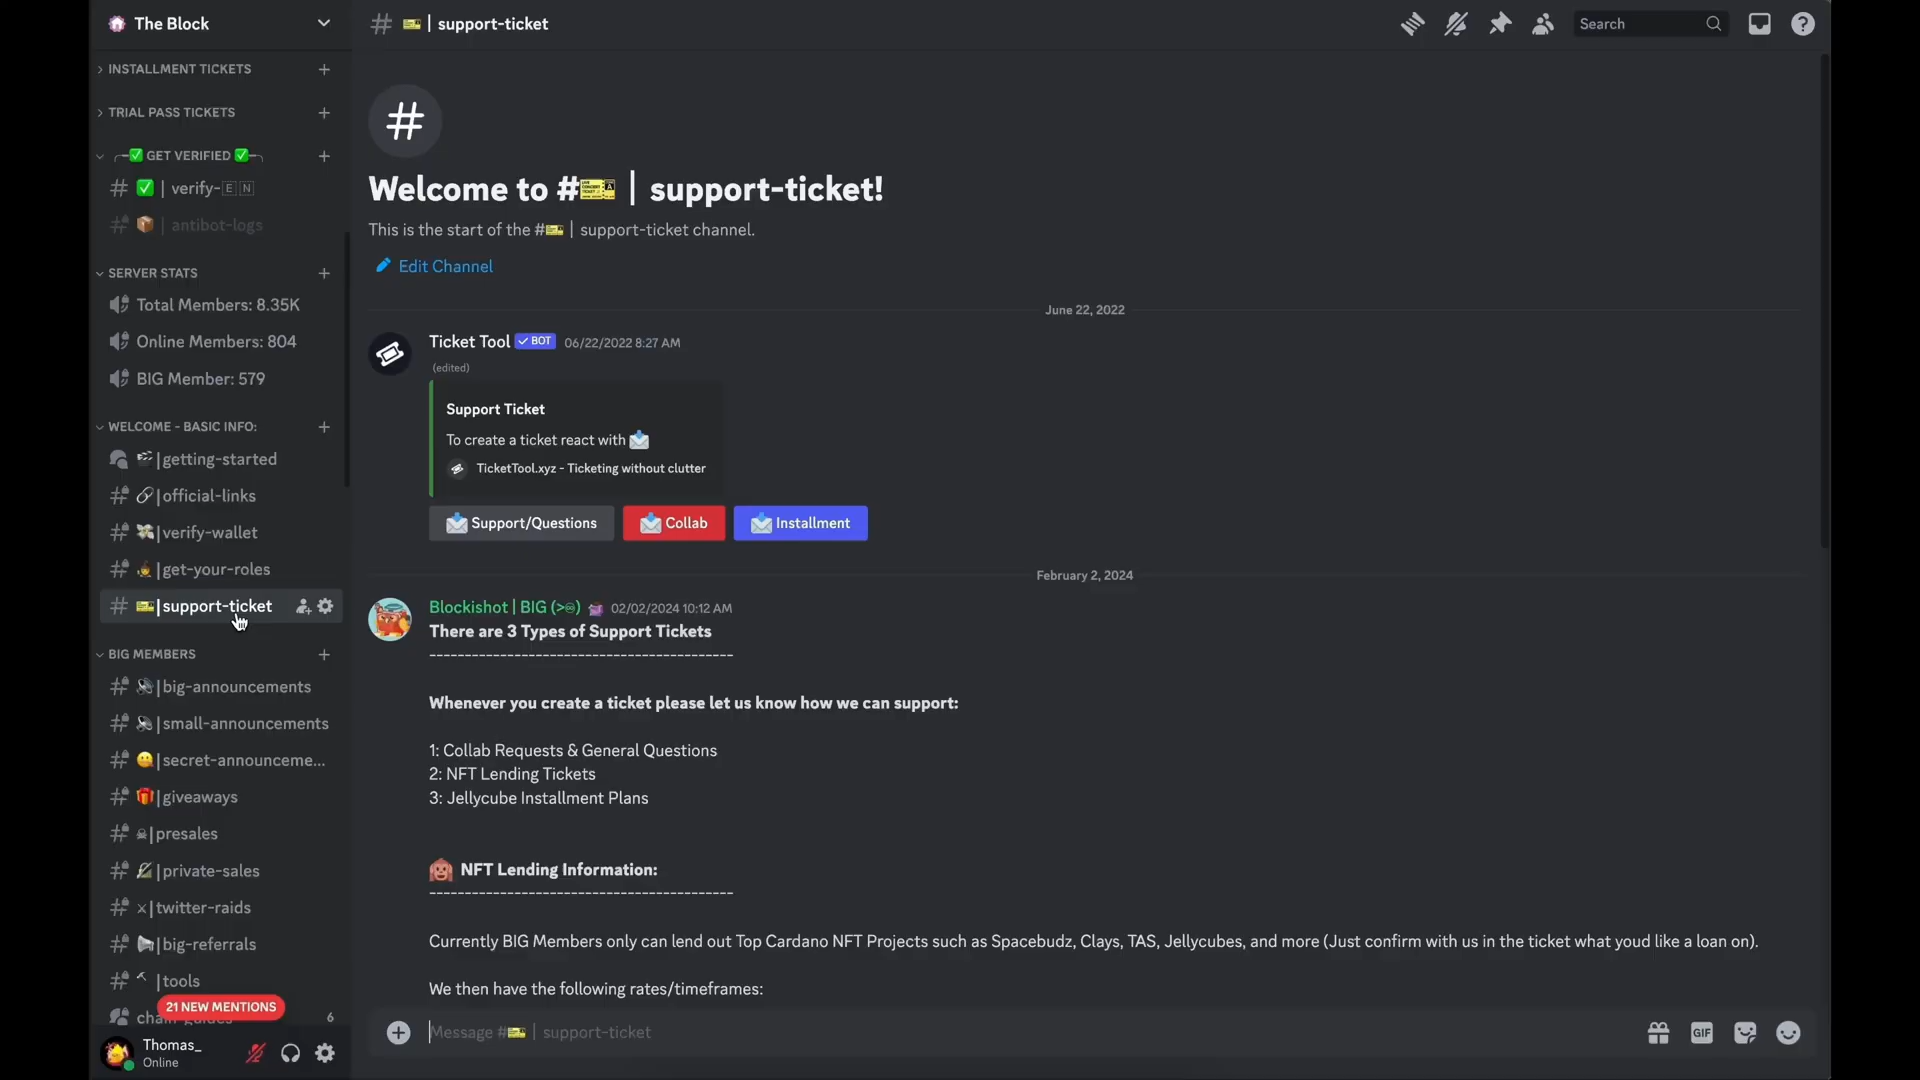 The Block
INSTALLMENT TICKETS
TRIAL PASS TICKETS
GET VERIFIED
| verify-🇪 🇳
| antibot-logs
SERVER STATS
Total Members: 8.35K
Online Members: 804
BIG Member: 579
WELCOME - BASIC INFO:
|getting-started
|official-links
|verify-wallet
|get-your-roles
|support-ticket
BIG MEMBERS
|big-announcements
|small-announcements
|secret-announceme...
|giveaways
|presales
|private-sales
|twitter-raids
|big-referrals
|tools
21 NEW MENTIONS
6
Thomas_
Online
# | support-ticket
Search
Welcome to # | support-ticket!
This is the start of the # | support-ticket channel.
Edit Channel
June 22, 2022
Ticket Tool BOT 06/22/2022 8:27 AM
(edited)
Support Ticket
To create a ticket react with
TicketTool.xyz - Ticketing without clutter
Support/Questions
Collab
Installment
February 2, 2024
Blockishot | BIG (>♾) 02/02/2024 10:12 AM
There are 3 Types of Support Tickets
-------------------------------------------
Whenever you create a ticket please let us know how we can support:
1: Collab Requests & General Questions
2: NFT Lending Tickets
3: Jellycube Installment Plans
NFT Lending Information:
-------------------------------------------
Currently BIG Members only can lend out Top Cardano NFT Projects such as Spacebudz, Clays, TAS, Jellycubes, and more (Just confirm with us in the ticket what youd like a loan on).
We then have the following rates/timeframes:
Message # | support-ticket
GIF